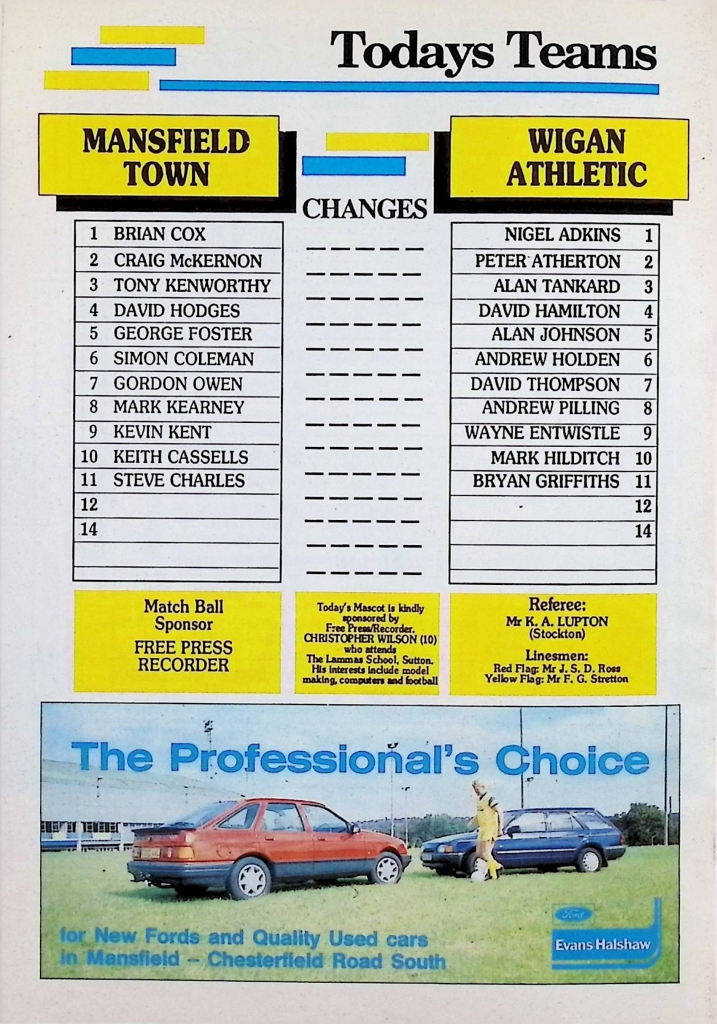 Todays Teams
MANSFIELD
TOWN
1 BRIAN COX
2 CRAIG McKERNON
3 TONY KENWORTHY
4 DAVID HODGES
5 GEORGE FOSTER
6 SIMON COLEMAN
7 GORDON OWEN
8 MARK KEARNEY
9 KEVIN KENT
10 KEITH CASSELLS
11 STEVE CHARLES
12
14
CHANGES
WIGAN
ATHLETIC
NIGEL ADKINS 1
PETER ATHERTON 2
ALAN TANKARD 3
DAVID HAMILTON 4
ALAN JOHNSON 5
ANDREW HOLDEN 6
DAVID THOMPSON 7
ANDREW PILLING 8
WAYNE ENTWISTLE 9
MARK HILDITCH 10
BRYAN GRIFFITHS 11
12
14
Match Ball
Sponsor
FREE PRESS
RECORDER
Today's Mascot is kindly
sponsored by
Free Press/Recorder.
CHRISTOPHER WILSON (10)
who attends
The Lammas School, Sutton.
His interests include model
making, computers and football
Referee:
Mr K. A. LUPTON
(Stockton)
Linesmen:
Red Flag: Mr J. S. D. Ross
Yellow Flag: Mr F. G. Stretton
The Professional's Choice
for New Fords and Quality Used cars
in Mansfield – Chesterfield Road South
Ford
Evans Halshaw